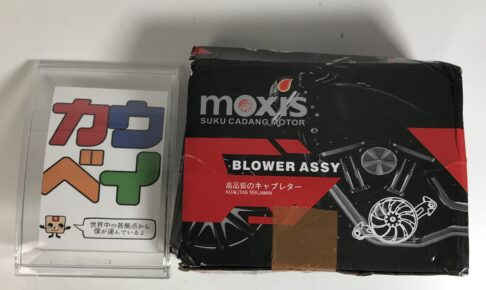 カウ
ベイ
世界中の各拠点から
僕が運んでいるよ
moxis
SUKU CADANG MOTOR
BLOWER ASSY
高品質のキャブレター
KUALITAS TERJAMIN